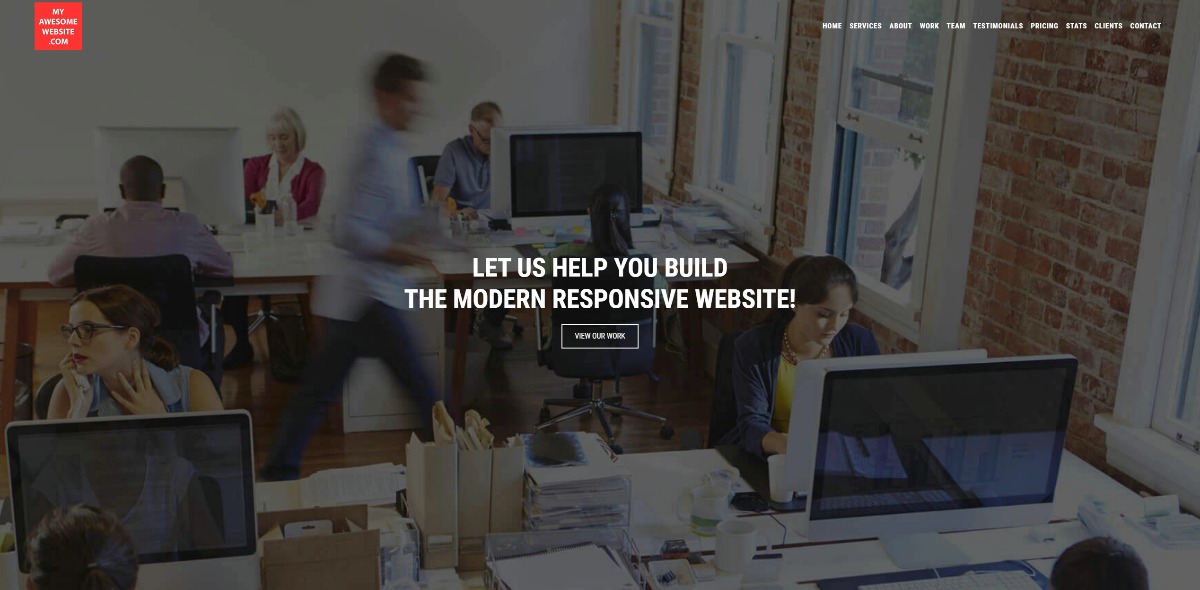 MY
AWESOME
WEBSITE
.COM
HOME SERVICES ABOUT WORK TEAM TESTIMONIALS PRICING STATS CLIENTS CONTACT
LET US HELP YOU BUILD
THE MODERN RESPONSIVE WEBSITE!
VIEW OUR WORK